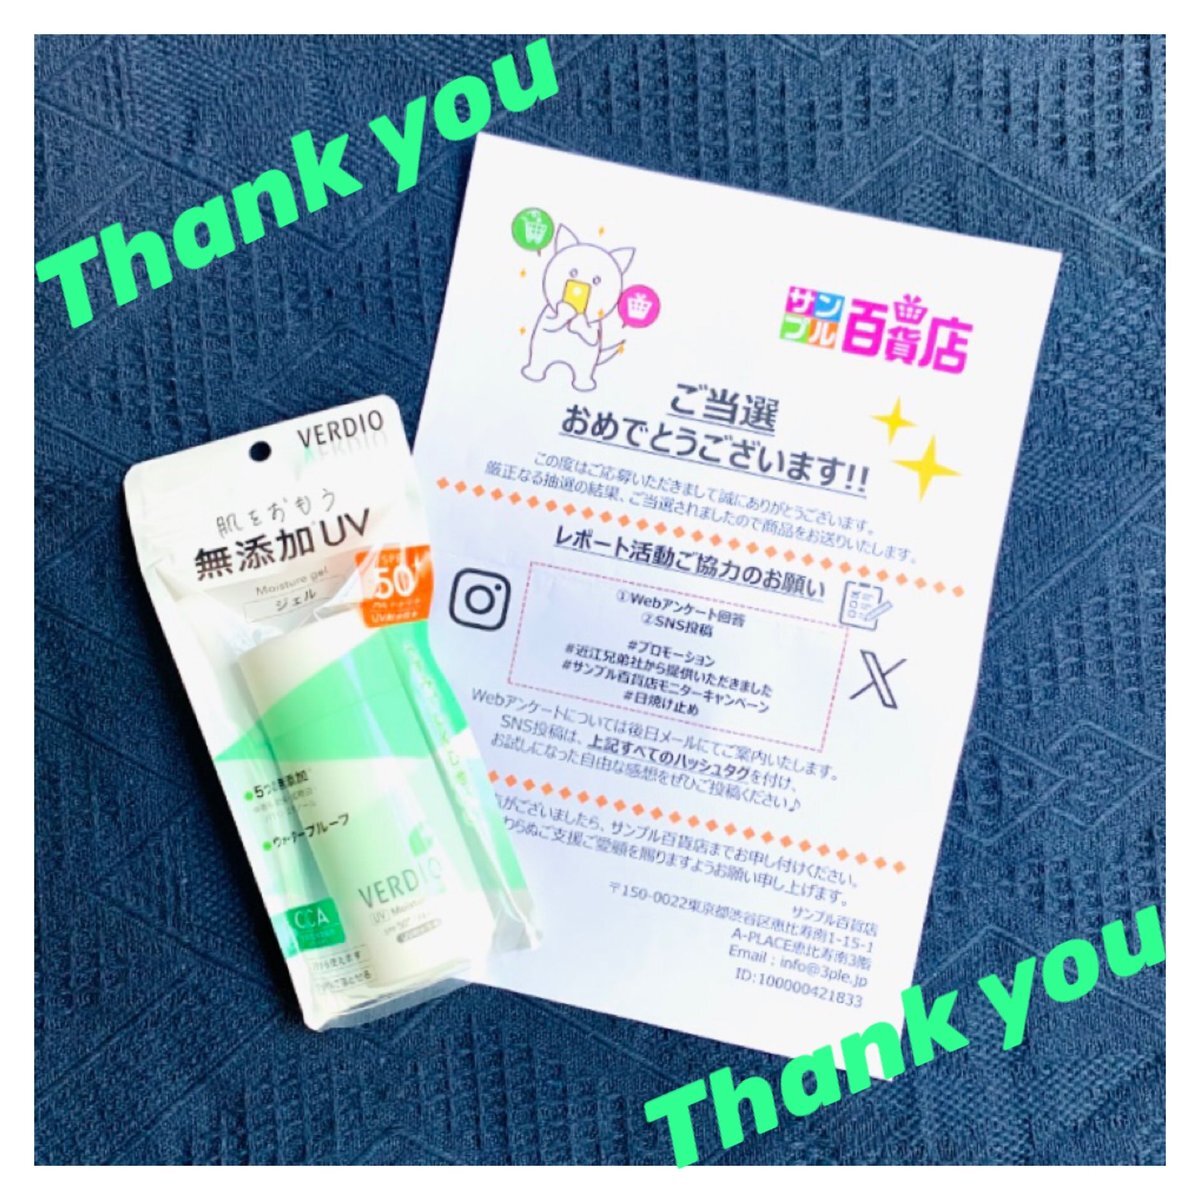 Thank you
サンプル百貨店
ご当選
おめでとうございます!!
この度はご応募いただきまして誠にありがとうございます。
厳正なる抽選の結果、ご当選されましたので商品をお送りいたします。
レポート活動ご協力のお願い
①Webアンケート回答
②SNS投稿
#プロモーション
#近江兄弟社から提供いただきました
#サンプル百貨店モニターキャンペーン
#日焼け止め
Webアンケートについては後日メールにてご案内いたします。
SNS投稿は、上記すべてのハッシュタグを付け、
お試しになった自由な感想をぜひご投稿ください♪
がございましたら、サンプル百貨店までお申し付けください。
わらぬご支援ご愛顧を賜りますようお願い申し上げます。
サンプル百貨店
〒150-0022東京都渋谷区恵比寿南1-15-1
A-PLACE恵比寿南3階
Email : info@3ple.jp
ID:100000421833
VERDIO
肌をおもう
無添加UV
Moisture gel
ジェル
SPF
50+
5つの無添加
ウォータープルーフ
VERDIO
UV Moisture
CCA
Thank you